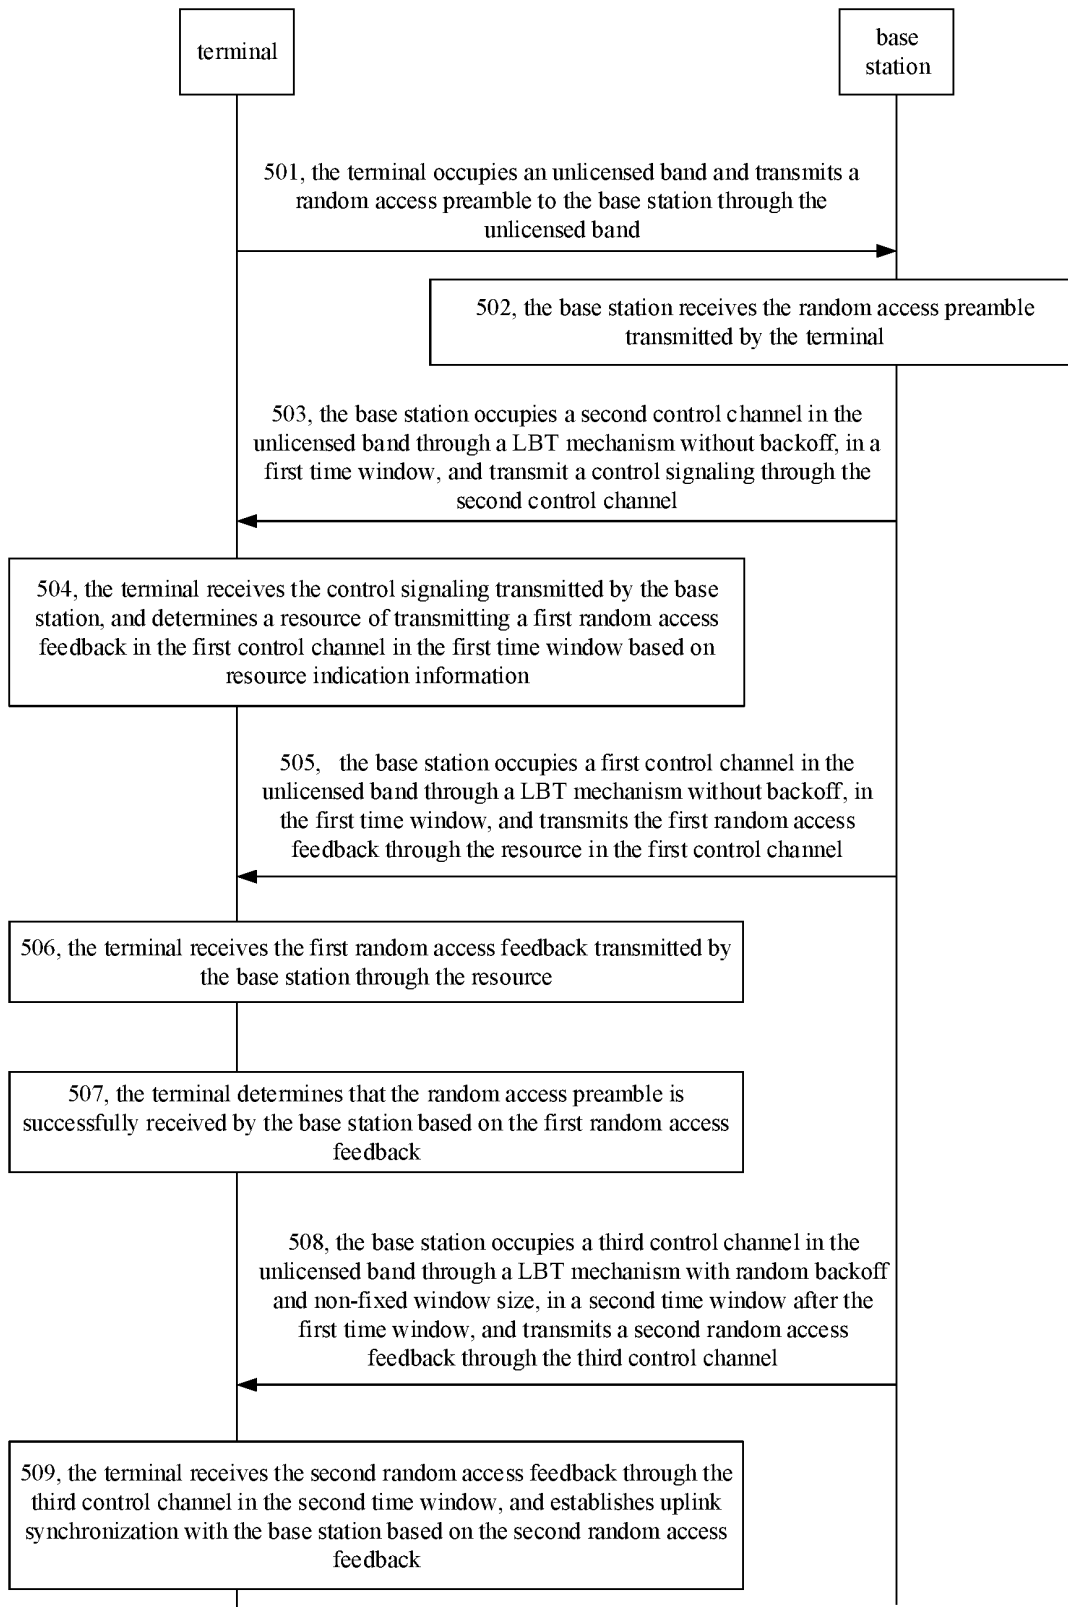 terminal
base
station
501, the terminal occupies an unlicensed band and transmits a
random access preamble to the base station through the
unlicensed band
502, the base station receives the random access preamble
transmitted by the terminal
503, the base station occupies a second control channel in the
unlicensed band through a LBT mechanism without backoff, in a
first time window, and transmit a control signaling through the
second control channel
504, the terminal receives the control signaling transmitted by the base
station, and determines a resource of transmitting a first random access
feedback in the first control channel in the first time window based on
resource indication information
505, the base station occupies a first control channel in the
unlicensed band through a LBT mechanism without backoff, in
the first time window, and transmits the first random access
feedback through the resource in the first control channel
506, the terminal receives the first random access feedback transmitted by
the base station through the resource
507, the terminal determines that the random access preamble is
successfully received by the base station based on the first random access
feedback
508, the base station occupies a third control channel in the
unlicensed band through a LBT mechanism with random backoff
and non-fixed window size, in a second time window after the
first time window, and transmits a second random access
feedback through the third control channel
509, the terminal receives the second random access feedback through the
third control channel in the second time window, and establishes uplink
synchronization with the base station based on the second random access
feedback